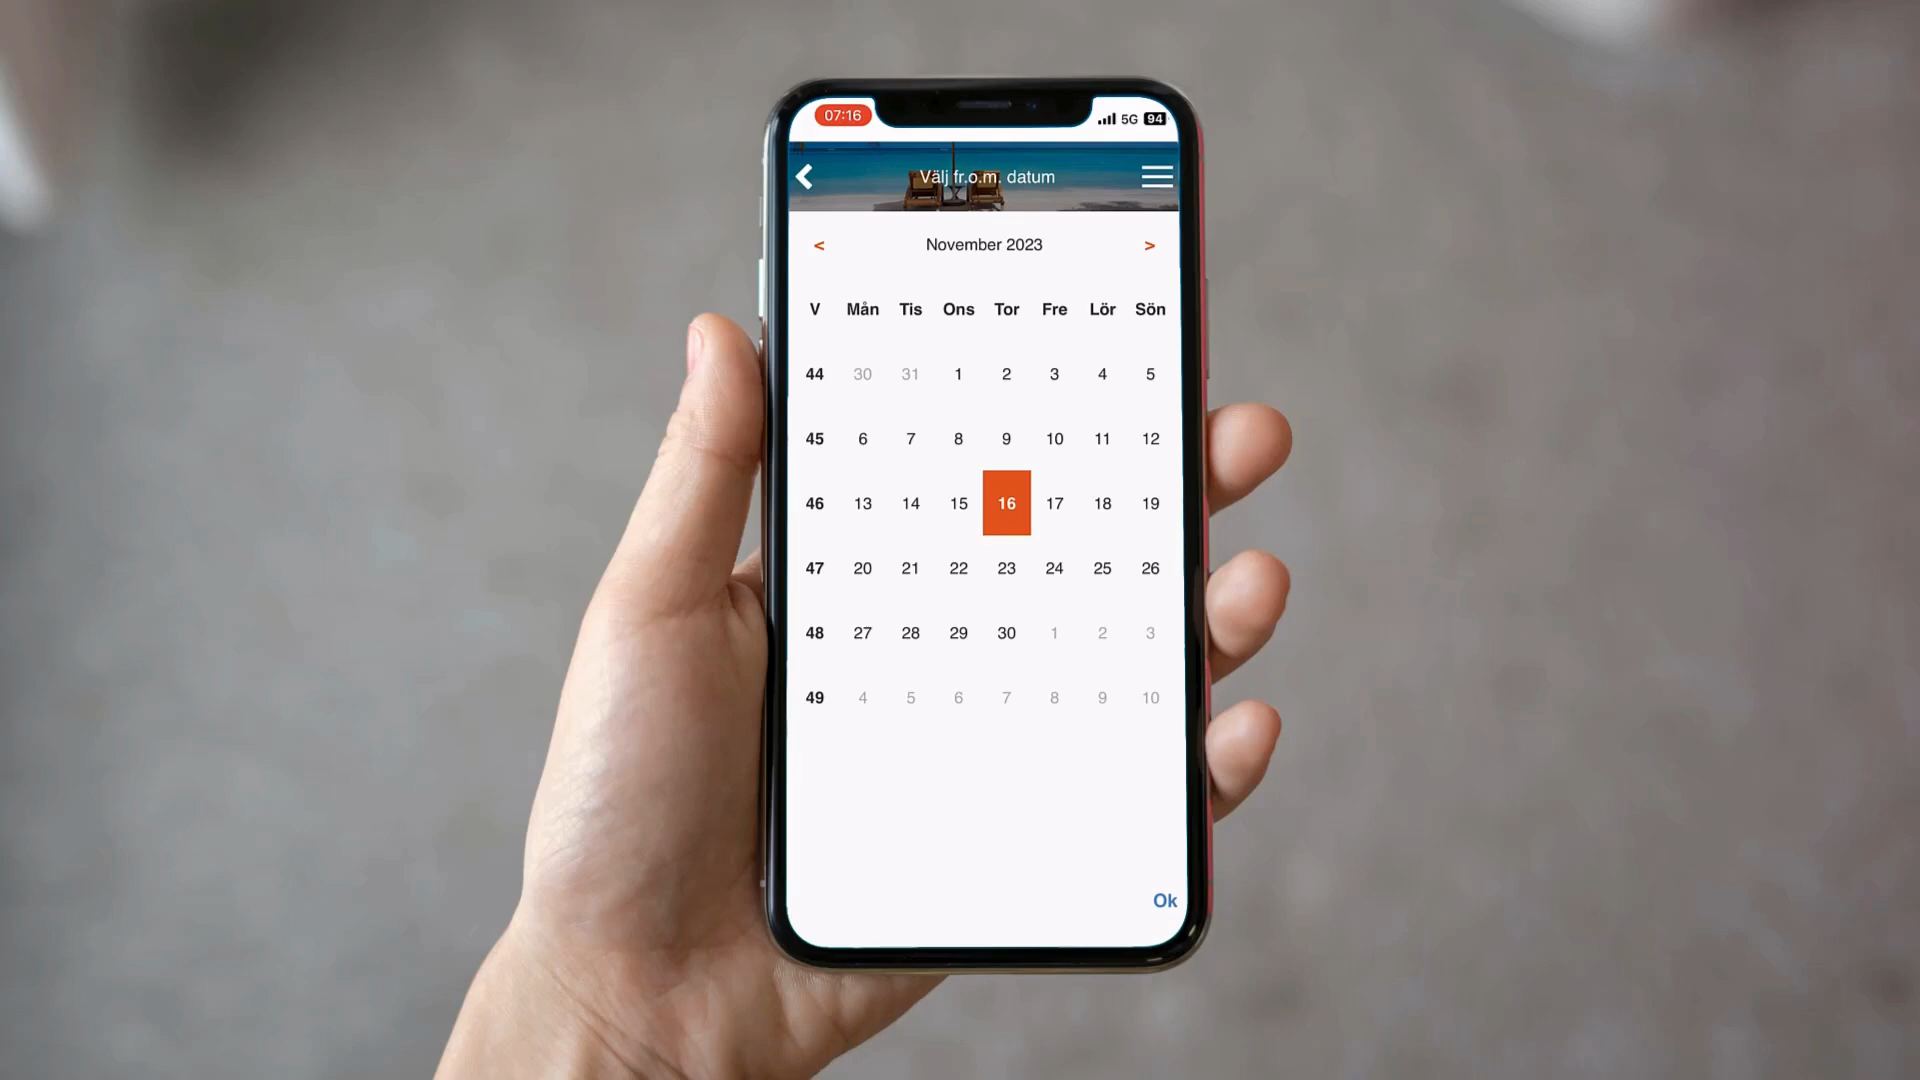 07:16 5G 94
Välj fr.o.m. datum
< November 2023 >
V Mån Tis Ons Tor Fre Lör Sön
44 30 31 1 2 3 4 5
45 6 7 8 9 10 11 12
46 13 14 15 16 17 18 19
47 20 21 22 23 24 25 26
48 27 28 29 30 1 2 3
49 4 5 6 7 8 9 10
Ok